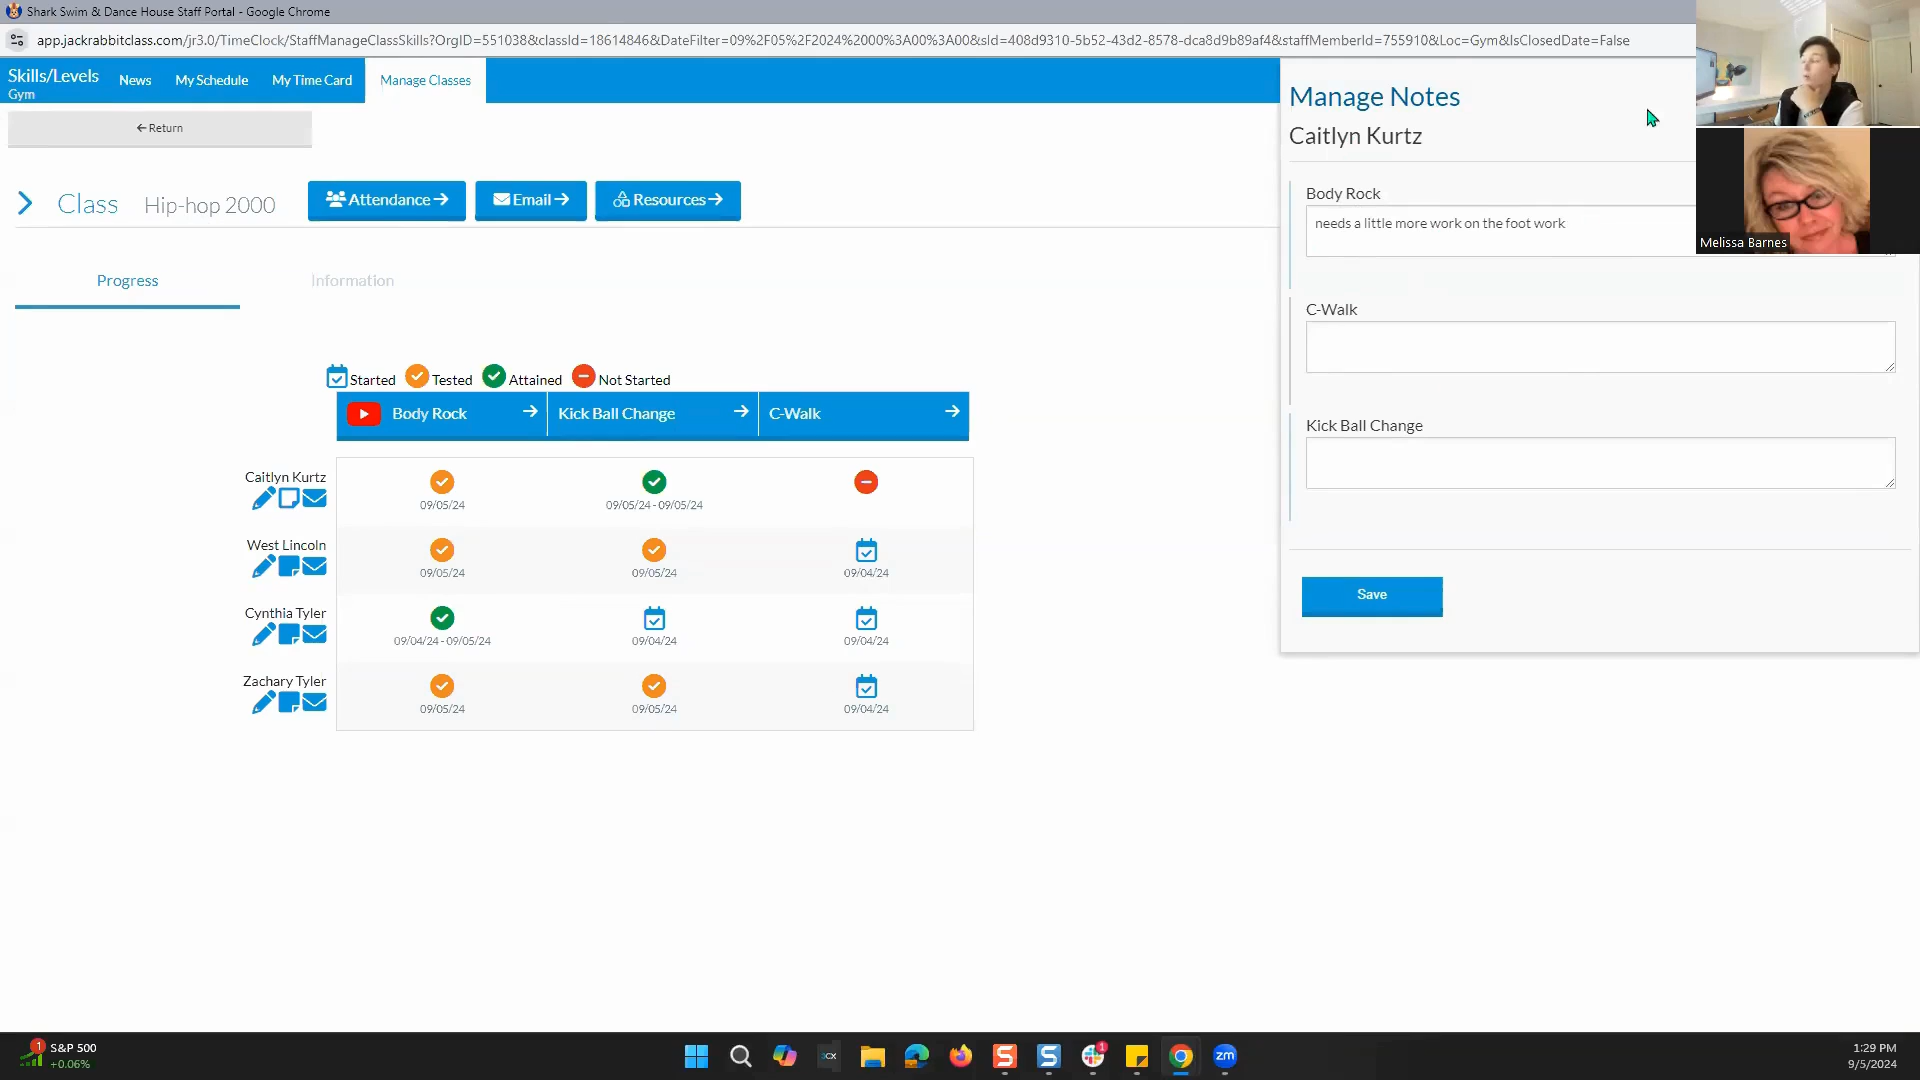 Shark Swim & Dance House Staff Portal - Google Chrome
app.jackrabbitclass.com/jr3.0/TimeClock/StaffManageClassSkills?OrgID=551038&classId=18614846&DateFilter=09%2F05%2F2024%2000%3A00%3A00&sId=408d9310-5b52-43d2-8578-dca8d9b89af4&staffMemberId=755910&Loc=Gym&IsClosedDate=False
Skills/Levels
Gym
News
My Schedule
My Time Card
Manage Classes
Return
Class
Hip-hop 2000
Attendance
Email
Resources
Progress
Information
Started
Tested
Attained
Not Started
Body Rock
Kick Ball Change
C-Walk
Caitlyn Kurtz
09/05/24
09/05/24 - 09/05/24
West Lincoln
09/05/24
09/05/24
09/04/24
Cynthia Tyler
09/04/24 - 09/05/24
09/04/24
09/04/24
Zachary Tyler
09/05/24
09/05/24
09/04/24
Manage Notes
Caitlyn Kurtz
Body Rock
needs a little more work on the foot work
C-Walk
Kick Ball Change
Save
Melissa Barnes
1
S&P 500
+0.06%
3CX
S
S
1
zm
1:29 PM
9/5/2024